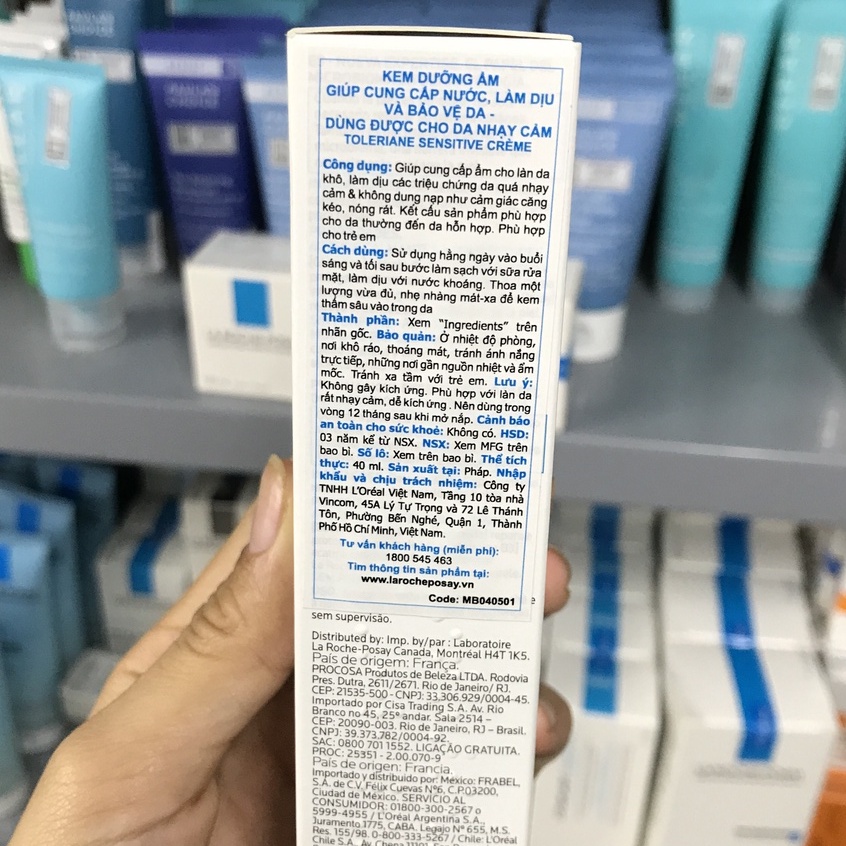 KEM DƯỠNG ẨM
GIÚP CUNG CẤP NƯỚC, LÀM DỊU
VÀ BẢO VỆ DA -
DÙNG ĐƯỢC CHO DA NHẠY CẢM
TOLERIANE SENSITIVE CRÈME
Công dụng: Giúp cung cấp ẩm cho làn da
khô, làm dịu các triệu chứng da quá nhạy
cảm & không dung nạp như cảm giác căng
kéo, nóng rát. Kết cấu sản phẩm phù hợp
cho da thường đến da hỗn hợp. Phù hợp
cho trẻ em
Cách dùng: Sử dụng hằng ngày vào buổi
sáng và tối sau bước làm sạch với sữa rửa
mặt, làm dịu với nước khoáng. Thoa một
lượng vừa đủ, nhẹ nhàng mát-xa để kem
thấm sâu vào trong da
Thành phần: Xem "Ingredients" trên
nhãn gốc. Bảo quản: Ở nhiệt độ phòng,
nơi khô ráo, thoáng mát, tránh ánh nắng
trực tiếp, những nơi gần nguồn nhiệt và ẩm
mốc. Tránh xa tầm với trẻ em. Lưu ý:
Không gây kích ứng. Phù hợp với làn da
rất nhạy cảm, dễ kích ứng. Nên dùng trong
vòng 12 tháng sau khi mở nắp. Cảnh báo
an toàn cho sức khoẻ: Không có. HSD:
03 năm kể từ NSX. NSX: Xem MFG trên
bao bì. Số lô: Xem trên bao bì. Thể tích
thực: 40 ml. Sản xuất tại: Pháp. Nhập
khẩu và chịu trách nhiệm: Công ty
TNHH L'Oréal Việt Nam, Tầng 10 tòa nhà
Vincom, 45A Lý Tự Trọng và 72 Lê Thánh
Tôn, Phường Bến Nghé, Quận 1, Thành
Phố Hồ Chí Minh, Việt Nam.
Tư vấn khách hàng (miễn phí):
1800 545 463
Tìm thông tin sản phẩm tại:
www.larocheposay.vn
Code: MB040501
sem supervisão.
Distributed by: Imp. by/par : Laboratoire
La Roche-Posay Canada, Montréal H4T 1K5.
País de origem: França.
PROCOSA Produtos de Beleza LTDA. Rodovia
Pres. Dutra, 2611/2671. Rio de Janeiro/ RJ.
CEP: 21535-500 - CNPJ: 33,306.929/0004-45.
Importado por Cisa Trading S.A. Av. Rio
Branco nº 45, 25º andar. Sala 2514 –
CEP: 20090-003. Rio de Janeiro, RJ – Brasil.
CNPJ: 39.373.782/0004-92.
SAC: 0800 701 1552. LIGAÇÃO GRATUITA.
PROC: 25351 - 2.00.070-9
País de origen: Francia.
Importado y distribuido por: México: FRABEL,
S.A. de C.V. Félix Cuevas Nº6, C.P.03200,
Ciudad de México. SERVICIO AL
CONSUMIDOR: 01800-300-2567 o
5999-4955 / L'Oréal Argentina S.A.,
Juramento 1775, CABA. Legajo Nº 655, M.S.
Res. 155/98. 0-800-333-5267 / Chile: L'Oréal
Chile S.A. Av.